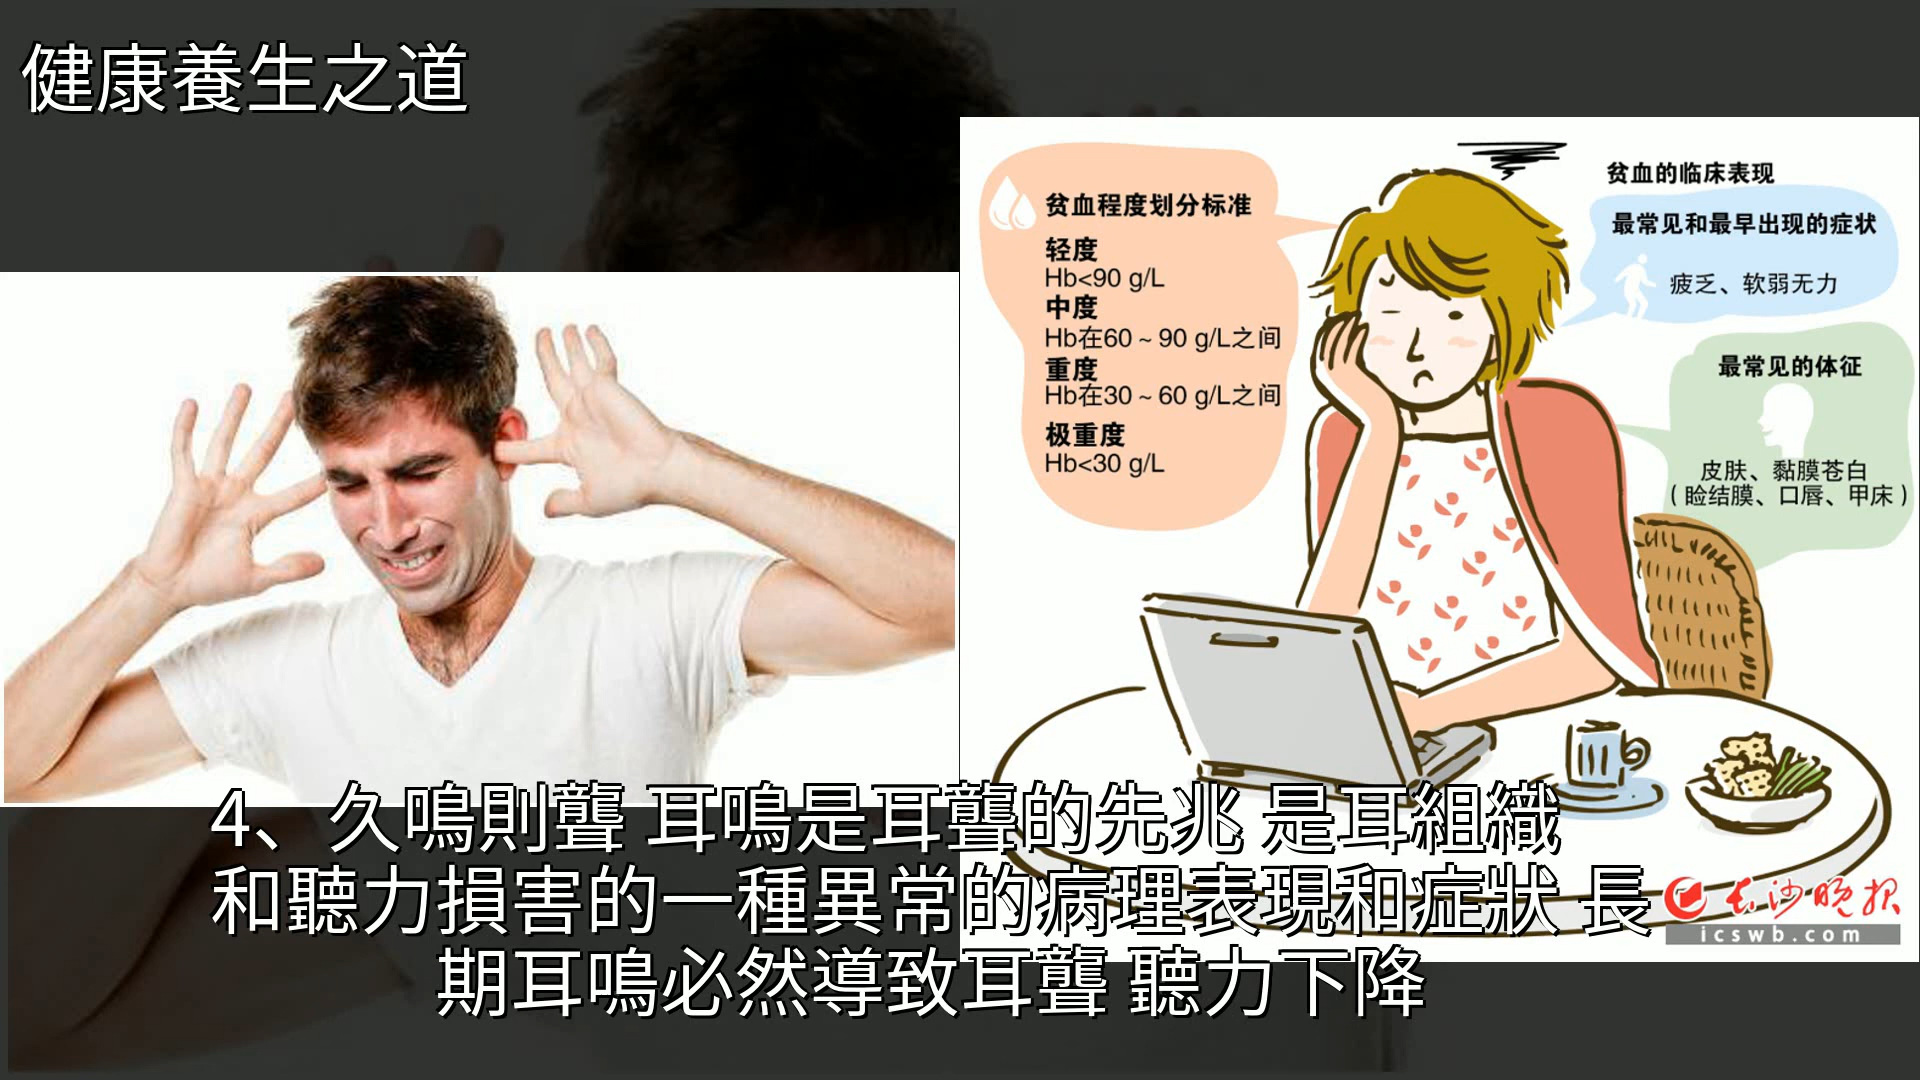 健康養生之道
贫血程度划分标准
轻度
Hb<90 g/L
中度
Hb在60~90 g/L之间
重度
Hb在30~60 g/L之间
极重度
Hb<30 g/L
贫血的临床表现
最常见和最早出现的症状
疲乏、软弱无力
最常见的体征
皮肤、黏膜苍白
(睑结膜、口唇、甲床)
4、久鳴則聾 耳鳴是耳聾的先兆 是耳組織
和聽力損害的一種異常的病理表現和症狀 長
期耳鳴必然導致耳聾 聽力下降
长沙晚报
icswb.com